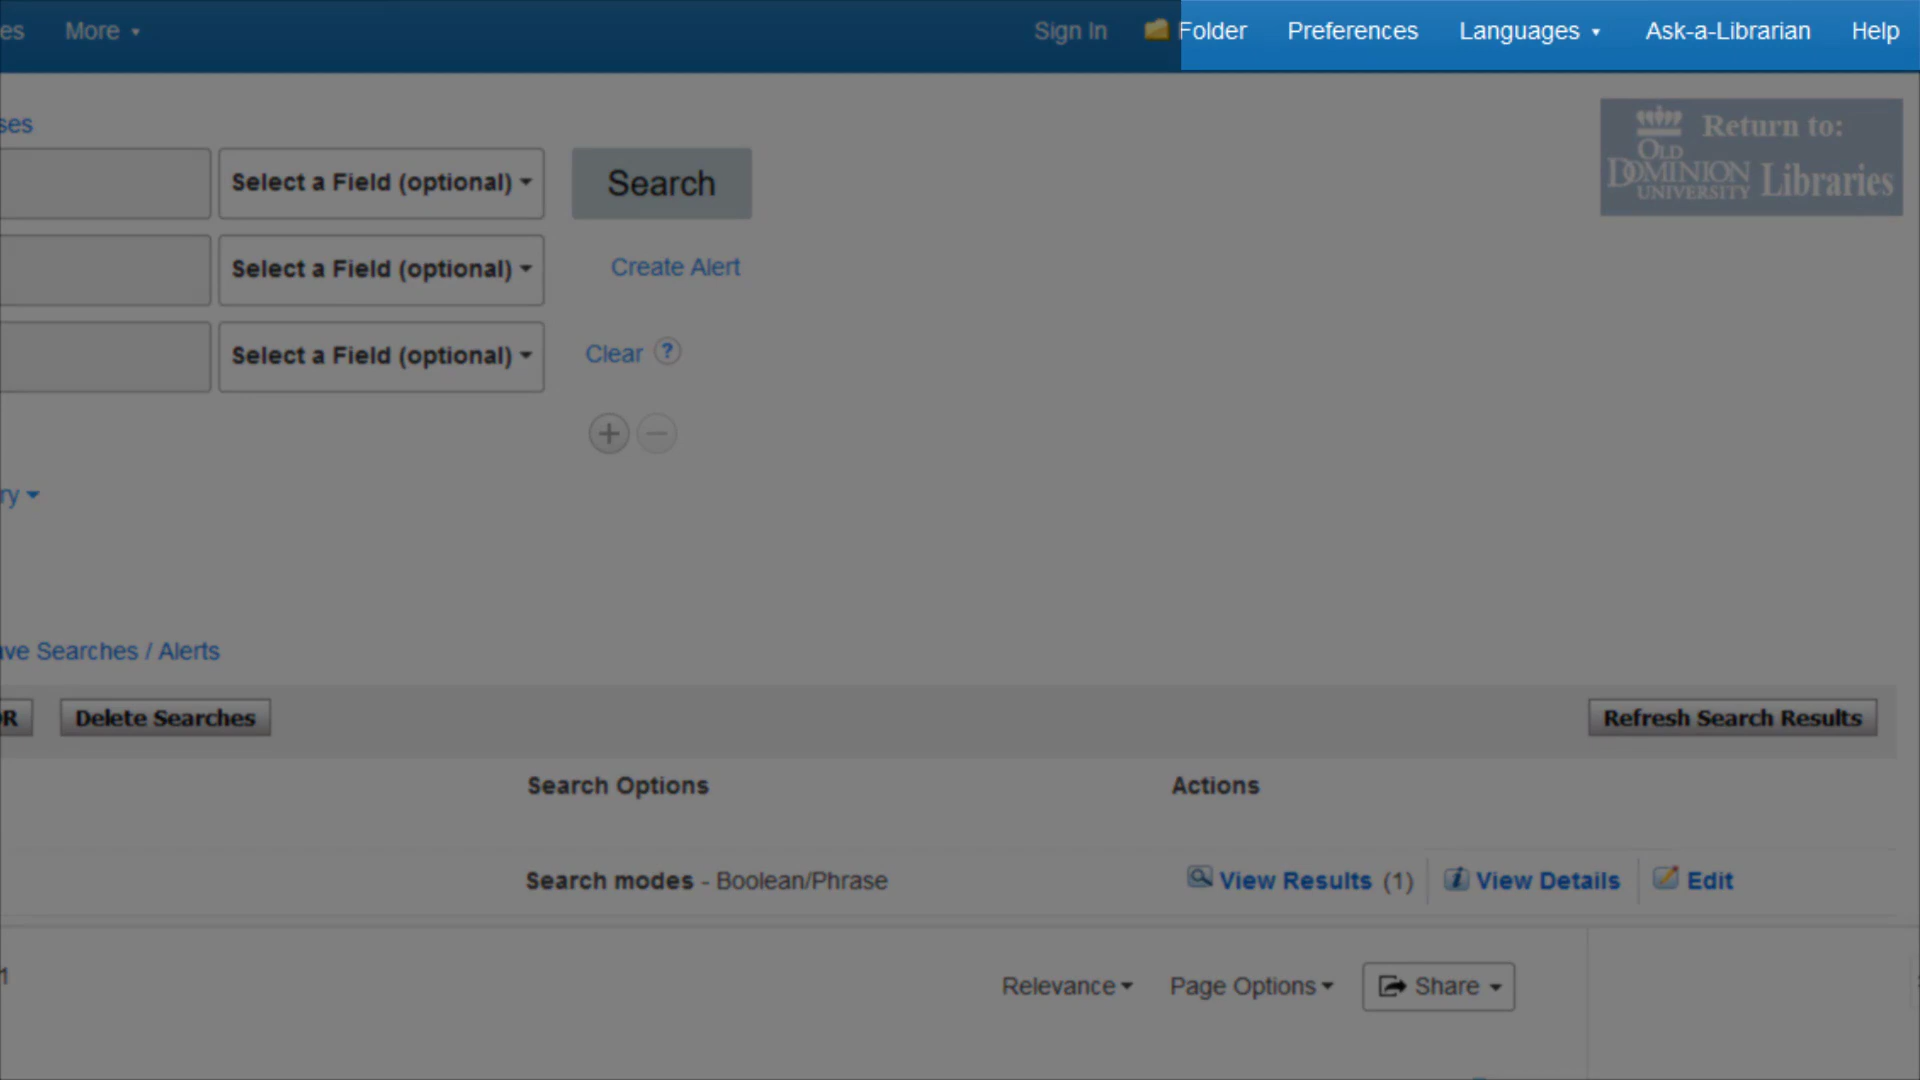 es More Sign In Folder Preferences Languages Ask-a-Librarian Help
ses
Return to:
OLD DOMINION UNIVERSITY Libraries
Select a Field (optional) Search
Select a Field (optional) Create Alert
Select a Field (optional) Clear ?
ry
ave Searches / Alerts
OR Delete Searches Refresh Search Results
Search Options Actions
Search modes - Boolean/Phrase View Results (1) View Details Edit
1 Relevance Page Options Share